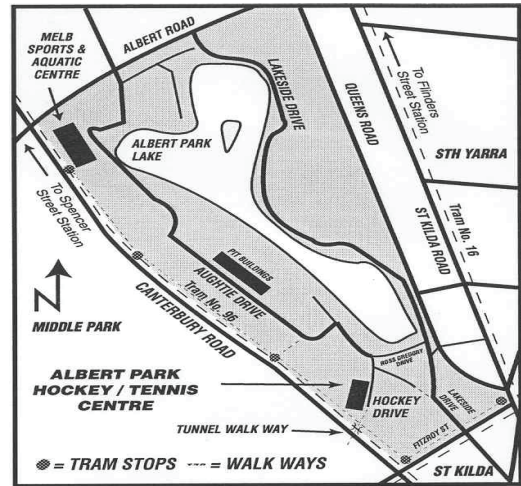 MELB
SPORTS &
AQUATIC
CENTRE
ALBERT ROAD
LAKESIDE DRIVE
QUEENS ROAD
To Flinders
Street Station
ALBERT PARK
LAKE
STH YARRA
To Spencer
Street Station
ST KILDA ROAD
Tram No. 16
PIT BUILDINGS
N
AUGHTIE DRIVE
Tram No. 96
CANTERBURY ROAD
MIDDLE PARK
ROSS GREGORY
DRIVE
ALBERT PARK
HOCKEY / TENNIS
CENTRE
HOCKEY
DRIVE
LAKESIDE
DRIVE
TUNNEL WALK WAY
FITZROY ST
= TRAM STOPS
= WALK WAYS
ST KILDA